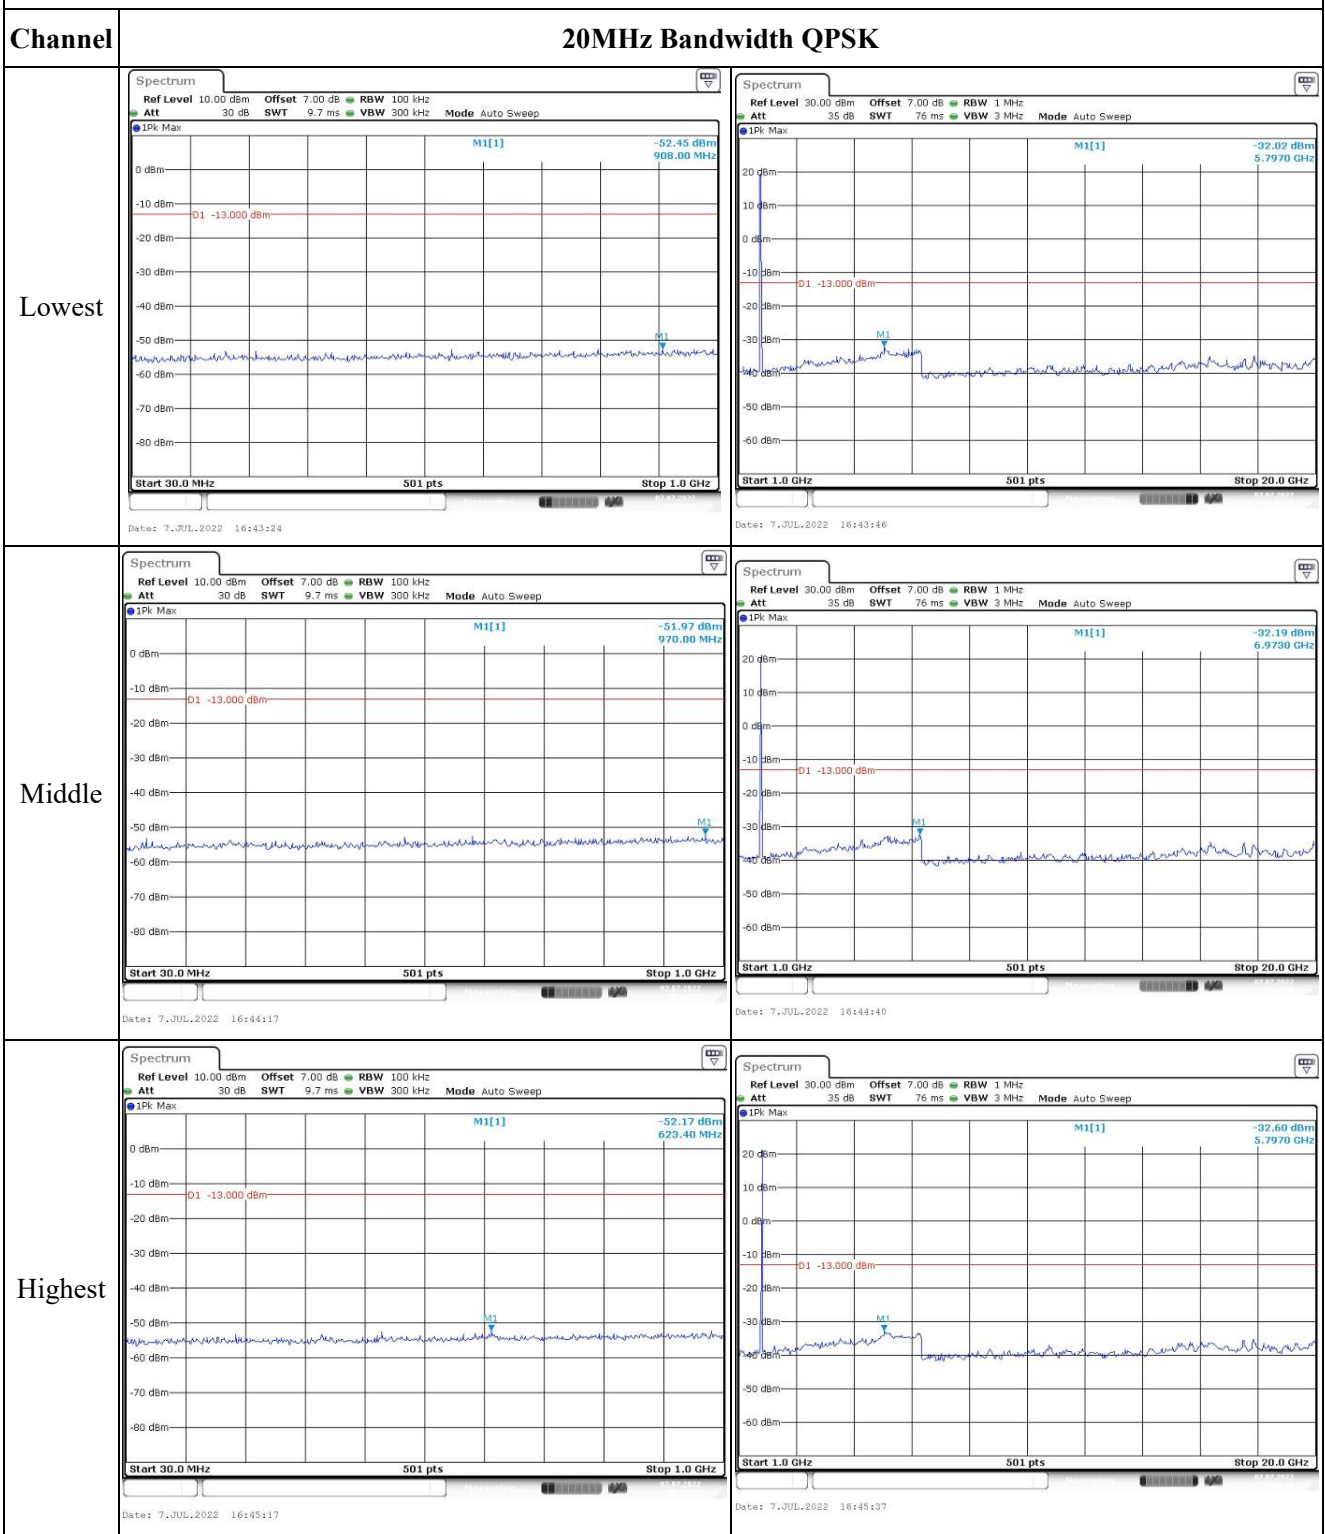 Channel 20MHz Bandwidth QPSK
Lowest
Spectrum
Ref Level 10.00 dBm Offset 7.00 dB RBW 100 kHz
Att 30 dB SWT 9.7 ms VBW 300 kHz Mode Auto Sweep
1Pk Max
M1[1] -52.45 dBm
908.00 MHz
0 dBm
-10 dBm
D1 -13.000 dBm
-20 dBm
-30 dBm
-40 dBm
-50 dBm
M1
-60 dBm
-70 dBm
-80 dBm
Start 30.0 MHz 501 pts Stop 1.0 GHz
Date: 7.JUL.2022 16:43:24
Spectrum
Ref Level 30.00 dBm Offset 7.00 dB RBW 1 MHz
Att 35 dB SWT 76 ms VBW 3 MHz Mode Auto Sweep
1Pk Max
M1[1] -32.02 dBm
5.7970 GHz
20 dBm
10 dBm
0 dBm
-10 dBm
D1 -13.000 dBm
-20 dBm
-30 dBm
M1
-40 dBm
-50 dBm
-60 dBm
Start 1.0 GHz 501 pts Stop 20.0 GHz
Date: 7.JUL.2022 16:43:46
Middle
Spectrum
Ref Level 10.00 dBm Offset 7.00 dB RBW 100 kHz
Att 30 dB SWT 9.7 ms VBW 300 kHz Mode Auto Sweep
1Pk Max
M1[1] -51.97 dBm
970.00 MHz
0 dBm
-10 dBm
D1 -13.000 dBm
-20 dBm
-30 dBm
-40 dBm
-50 dBm
M1
-60 dBm
-70 dBm
-80 dBm
Start 30.0 MHz 501 pts Stop 1.0 GHz
Date: 7.JUL.2022 16:44:17
Spectrum
Ref Level 30.00 dBm Offset 7.00 dB RBW 1 MHz
Att 35 dB SWT 76 ms VBW 3 MHz Mode Auto Sweep
1Pk Max
M1[1] -32.19 dBm
6.9730 GHz
20 dBm
10 dBm
0 dBm
-10 dBm
D1 -13.000 dBm
-20 dBm
-30 dBm
M1
-40 dBm
-50 dBm
-60 dBm
Start 1.0 GHz 501 pts Stop 20.0 GHz
Date: 7.JUL.2022 16:44:40
Highest
Spectrum
Ref Level 10.00 dBm Offset 7.00 dB RBW 100 kHz
Att 30 dB SWT 9.7 ms VBW 300 kHz Mode Auto Sweep
1Pk Max
M1[1] -52.17 dBm
623.40 MHz
0 dBm
-10 dBm
D1 -13.000 dBm
-20 dBm
-30 dBm
-40 dBm
-50 dBm
M1
-60 dBm
-70 dBm
-80 dBm
Start 30.0 MHz 501 pts Stop 1.0 GHz
Date: 7.JUL.2022 16:45:17
Spectrum
Ref Level 30.00 dBm Offset 7.00 dB RBW 1 MHz
Att 35 dB SWT 76 ms VBW 3 MHz Mode Auto Sweep
1Pk Max
M1[1] -32.60 dBm
5.7970 GHz
20 dBm
10 dBm
0 dBm
-10 dBm
D1 -13.000 dBm
-20 dBm
-30 dBm
M1
-40 dBm
-50 dBm
-60 dBm
Start 1.0 GHz 501 pts Stop 20.0 GHz
Date: 7.JUL.2022 16:45:37